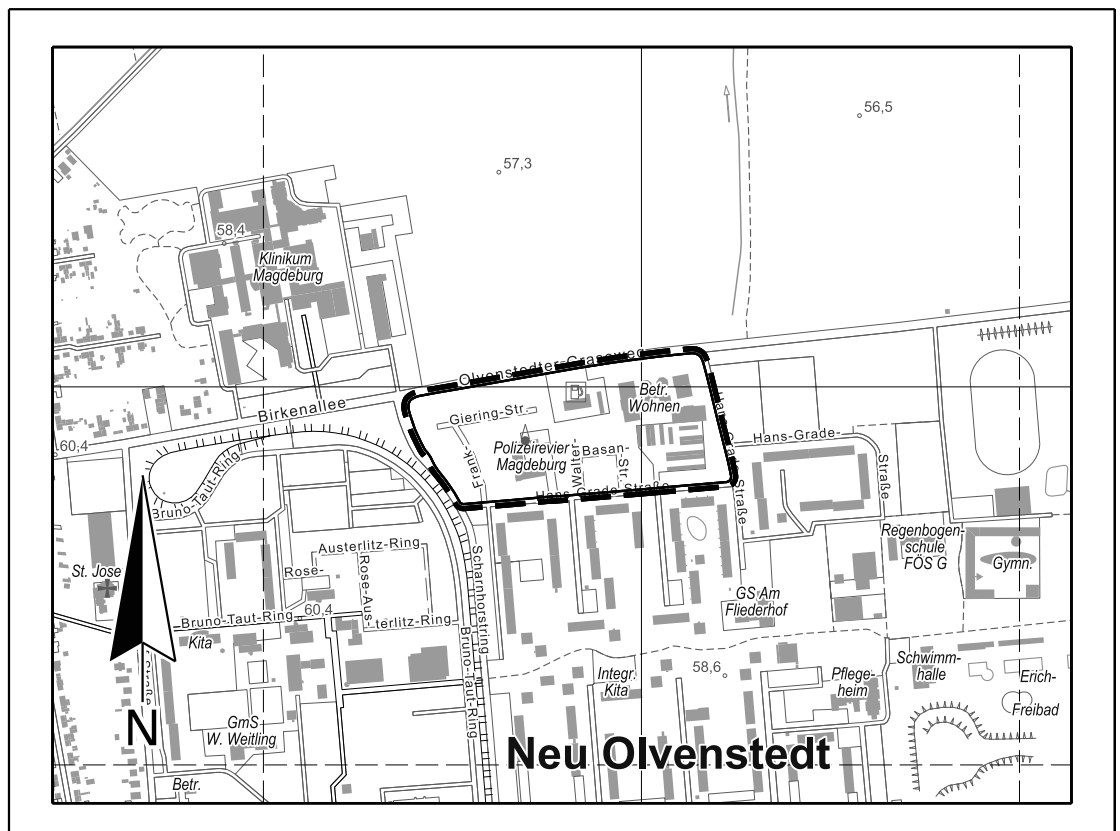 56,5
57,3
58,4
Klinikum
Magdeburg
Olvenstedter-Graseweg
Betr.
Wohnen
Birkenallee
Giering-Str.
Frank-
Polizeirevier
Magdeburg
Walter-
Basan-
Str.
Hans-Grade-Straße
Hans-Grade-
Straße
Hans-Grade-
Straße
60,4
Bruno-Taut-Ring
Austerlitz-Ring
Rose-
Rose-Aus-
terlitz-Ring
Scharnhorstring
Regenbogen-
schule
FÖS G
Gymn.
St. Jose
GS Am
Fliederhof
60,4
Bruno-Taut-Ring
Kita
Bruno-Taut-Ring
Integr.
Kita
58,6
Pflege-
heim
Schwimm-
halle
Erich-
Freibad
GmS
W. Weitling
N
Neu Olvenstedt
Betr.